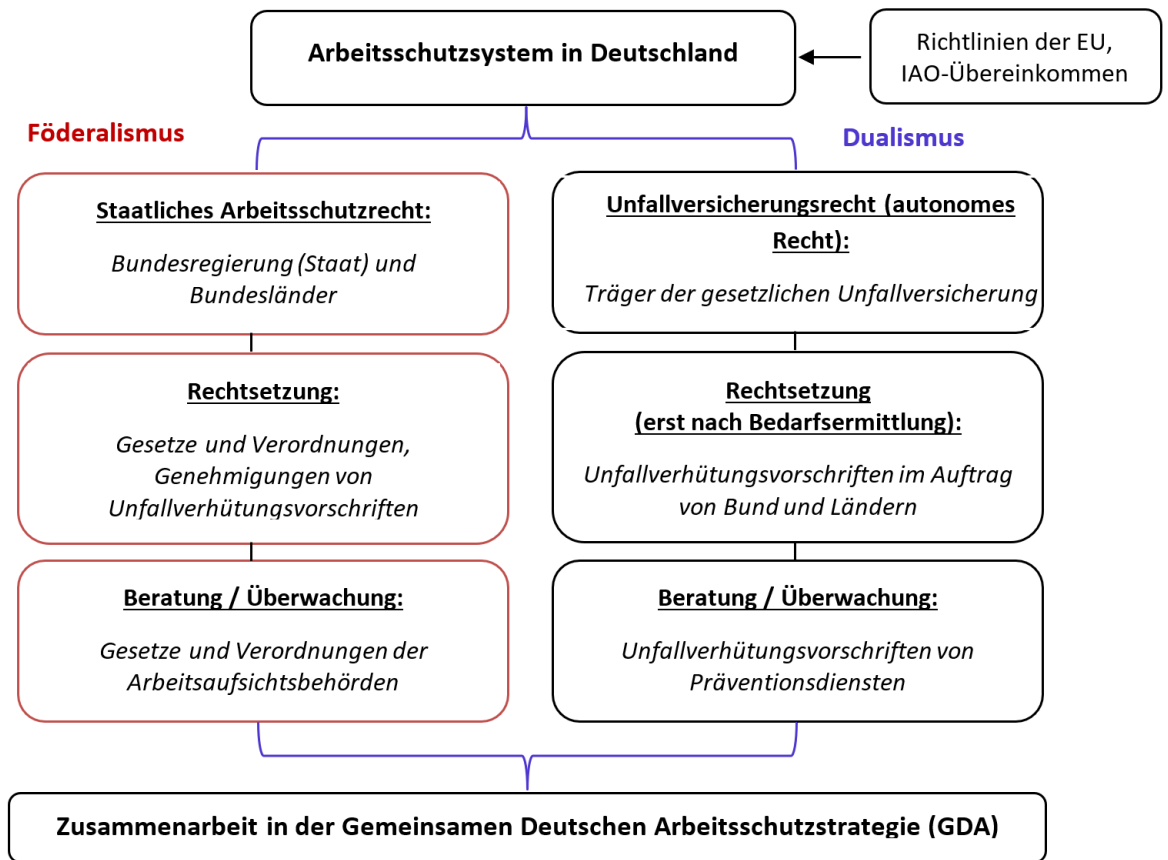 Arbeitsschutzsystem in Deutschland
Richtlinien der EU,
IAO-Übereinkommen
Föderalismus
Dualismus
Staatliches Arbeitsschutzrecht:
Bundesregierung (Staat) und
Bundesländer
Unfallversicherungsrecht (autonomes
Recht):
Träger der gesetzlichen Unfallversicherung
Rechtsetzung:
Gesetze und Verordnungen,
Genehmigungen von
Unfallverhütungsvorschriften
Rechtsetzung
(erst nach Bedarfsermittlung):
Unfallverhütungsvorschriften im Auftrag
von Bund und Ländern
Beratung / Überwachung:
Gesetze und Verordnungen der
Arbeitsaufsichtsbehörden
Beratung / Überwachung:
Unfallverhütungsvorschriften von
Präventionsdiensten
Zusammenarbeit in der Gemeinsamen Deutschen Arbeitsschutzstrategie (GDA)